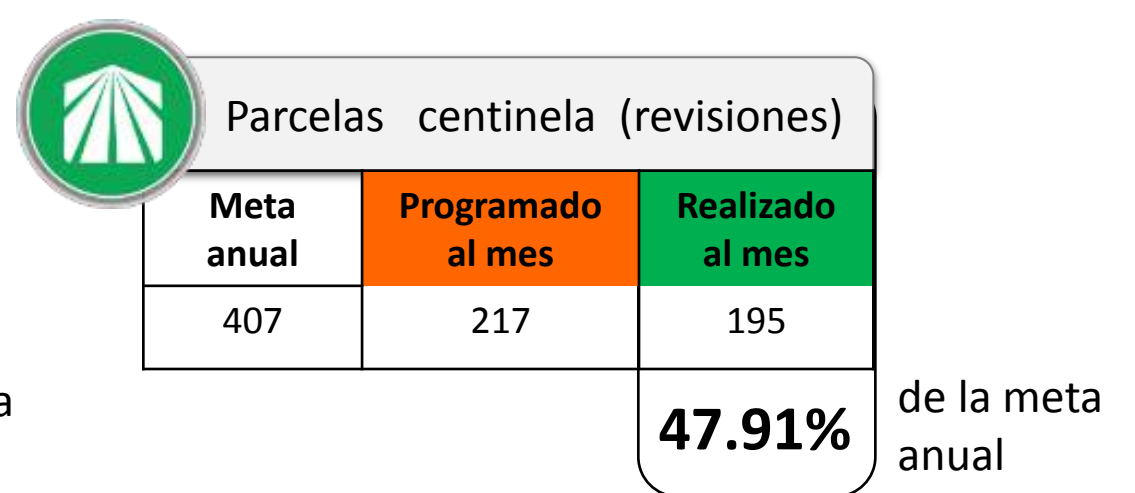 Parcelas centinela (revisiones)
Meta anual
Programado al mes
Realizado al mes
407 217 195
a
47.91%
de la meta
anual